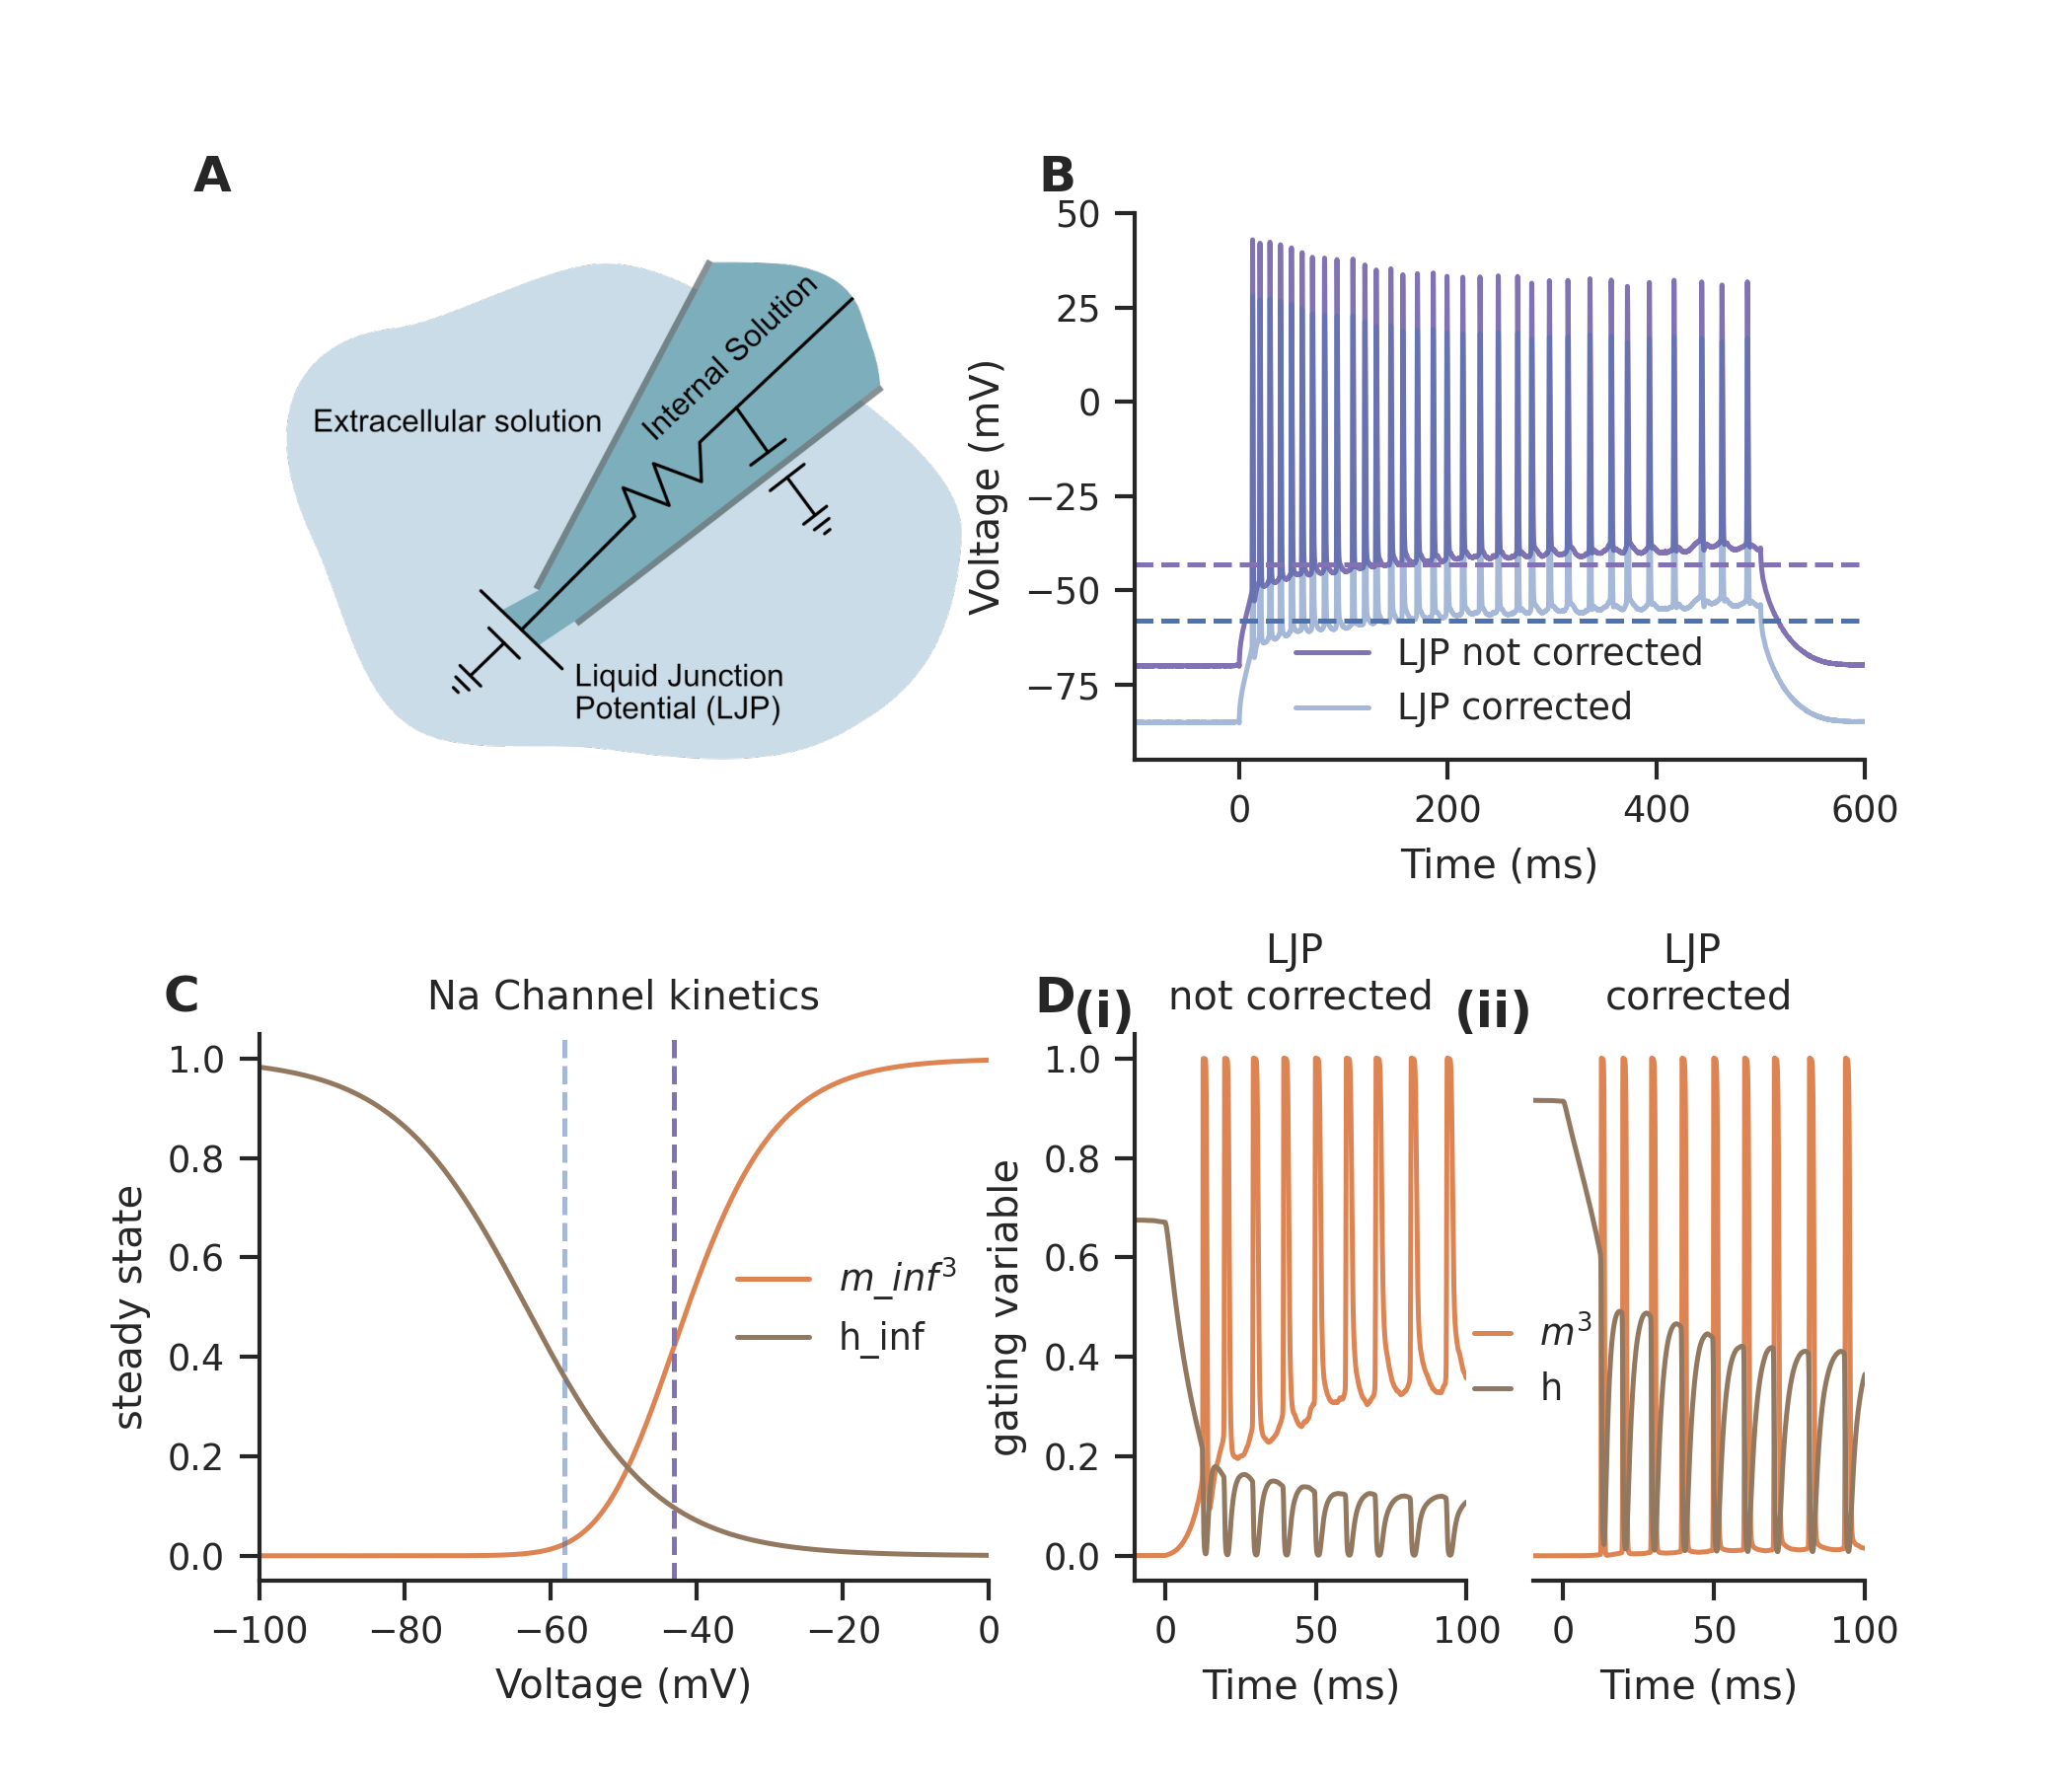 A
Extracellular solution
Internal Solution
Liquid Junction
Potential (LJP)
B
50
25
0
−25
−50
−75
Voltage (mV)
LJP not corrected
LJP corrected
0 200 400 600
Time (ms)
C
Na Channel kinetics
1.0
0.8
0.6
0.4
0.2
0.0
steady state
m_inf³
h_inf
−100 −80 −60 −40 −20 0
Voltage (mV)
D
(i)
LJP
not corrected
1.0
0.8
0.6
0.4
0.2
0.0
gating variable
m³
h
0 50 100
Time (ms)
(ii)
LJP
corrected
0 50 100
Time (ms)